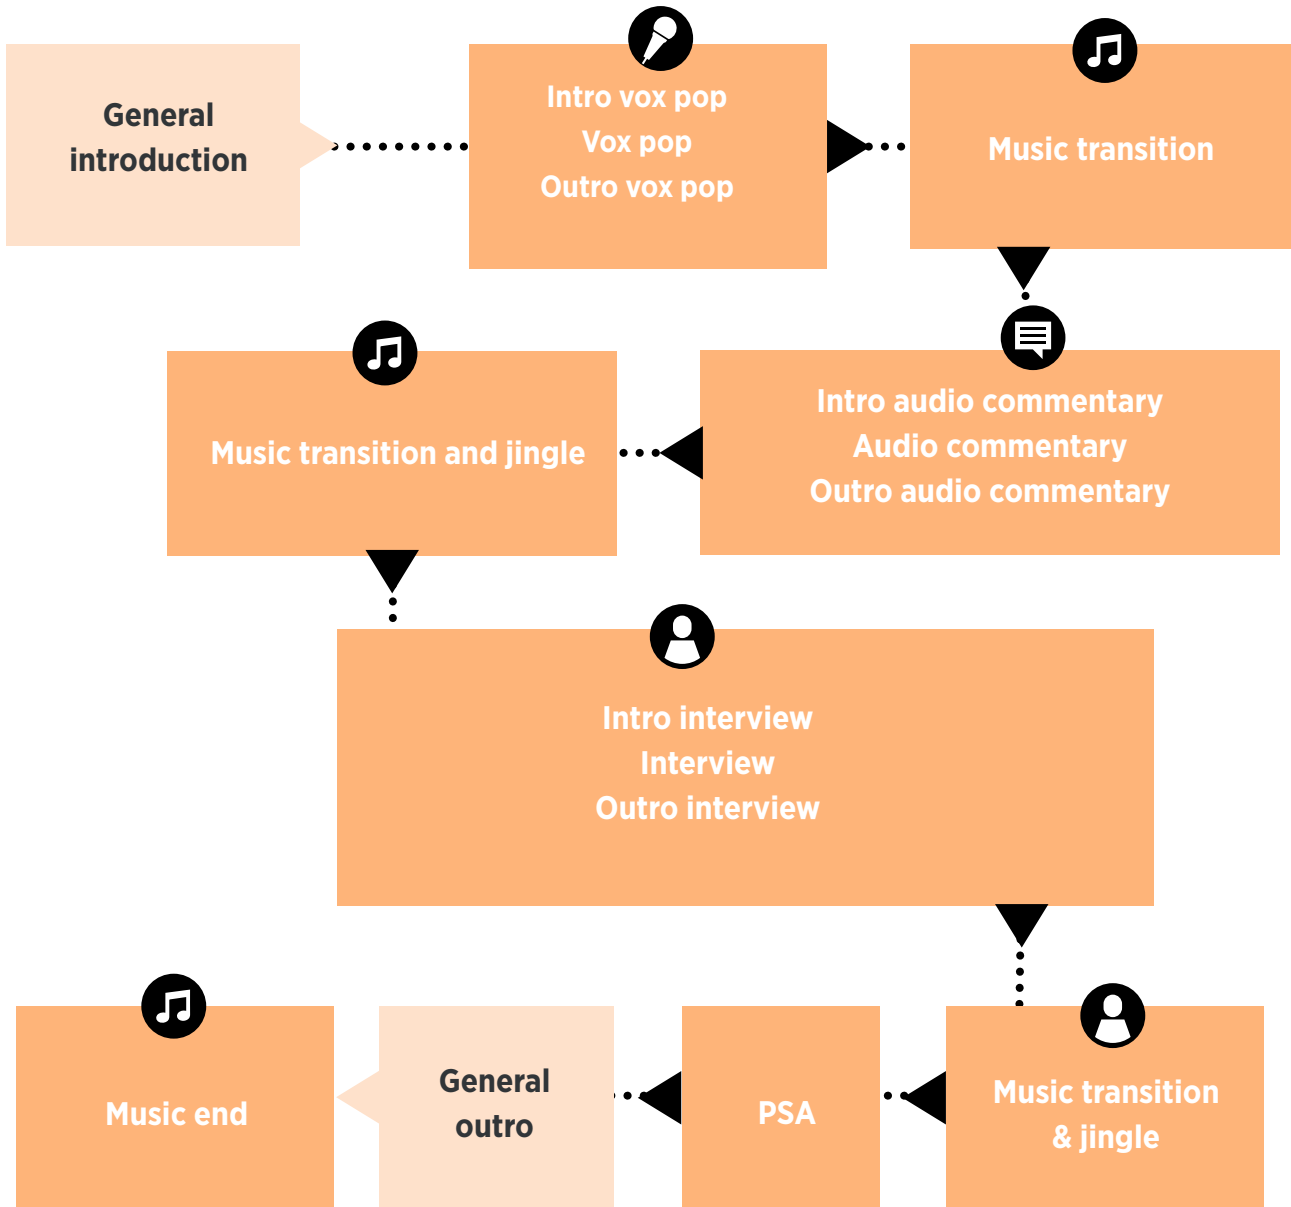 General
introduction
Intro vox pop
Vox pop
Outro vox pop
Music transition
Intro audio commentary
Audio commentary
Outro audio commentary
Music transition and jingle
Intro interview
Interview
Outro interview
Music transition
& jingle
PSA
General
outro
Music end